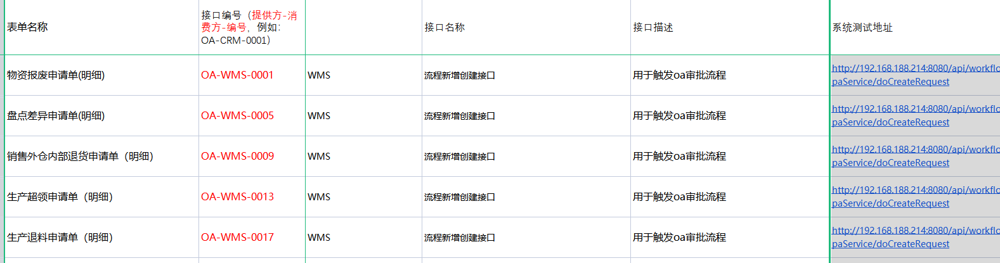 表单名称
接口编号（提供方-消
费方-编号，例如：
OA-CRM-0001）
接口名称
接口描述
系统测试地址
物资报废申请单(明细)
OA-WMS-0001
WMS
流程新增创建接口
用于触发oa审批流程
http://192.168.188.214:8080/api/workflo
paService/doCreateRequest
盘点差异申请单(明细)
OA-WMS-0005
WMS
流程新增创建接口
用于触发oa审批流程
http://192.168.188.214:8080/api/workflo
paService/doCreateRequest
销售外仓内部退货申请单（明细）
OA-WMS-0009
WMS
流程新增创建接口
用于触发oa审批流程
http://192.168.188.214:8080/api/workflo
paService/doCreateRequest
生产超领申请单（明细）
OA-WMS-0013
WMS
流程新增创建接口
用于触发oa审批流程
http://192.168.188.214:8080/api/workflo
paService/doCreateRequest
生产退料申请单（明细）
OA-WMS-0017
WMS
流程新增创建接口
用于触发oa审批流程
http://192.168.188.214:8080/api/workflo
paService/doCreateRequest